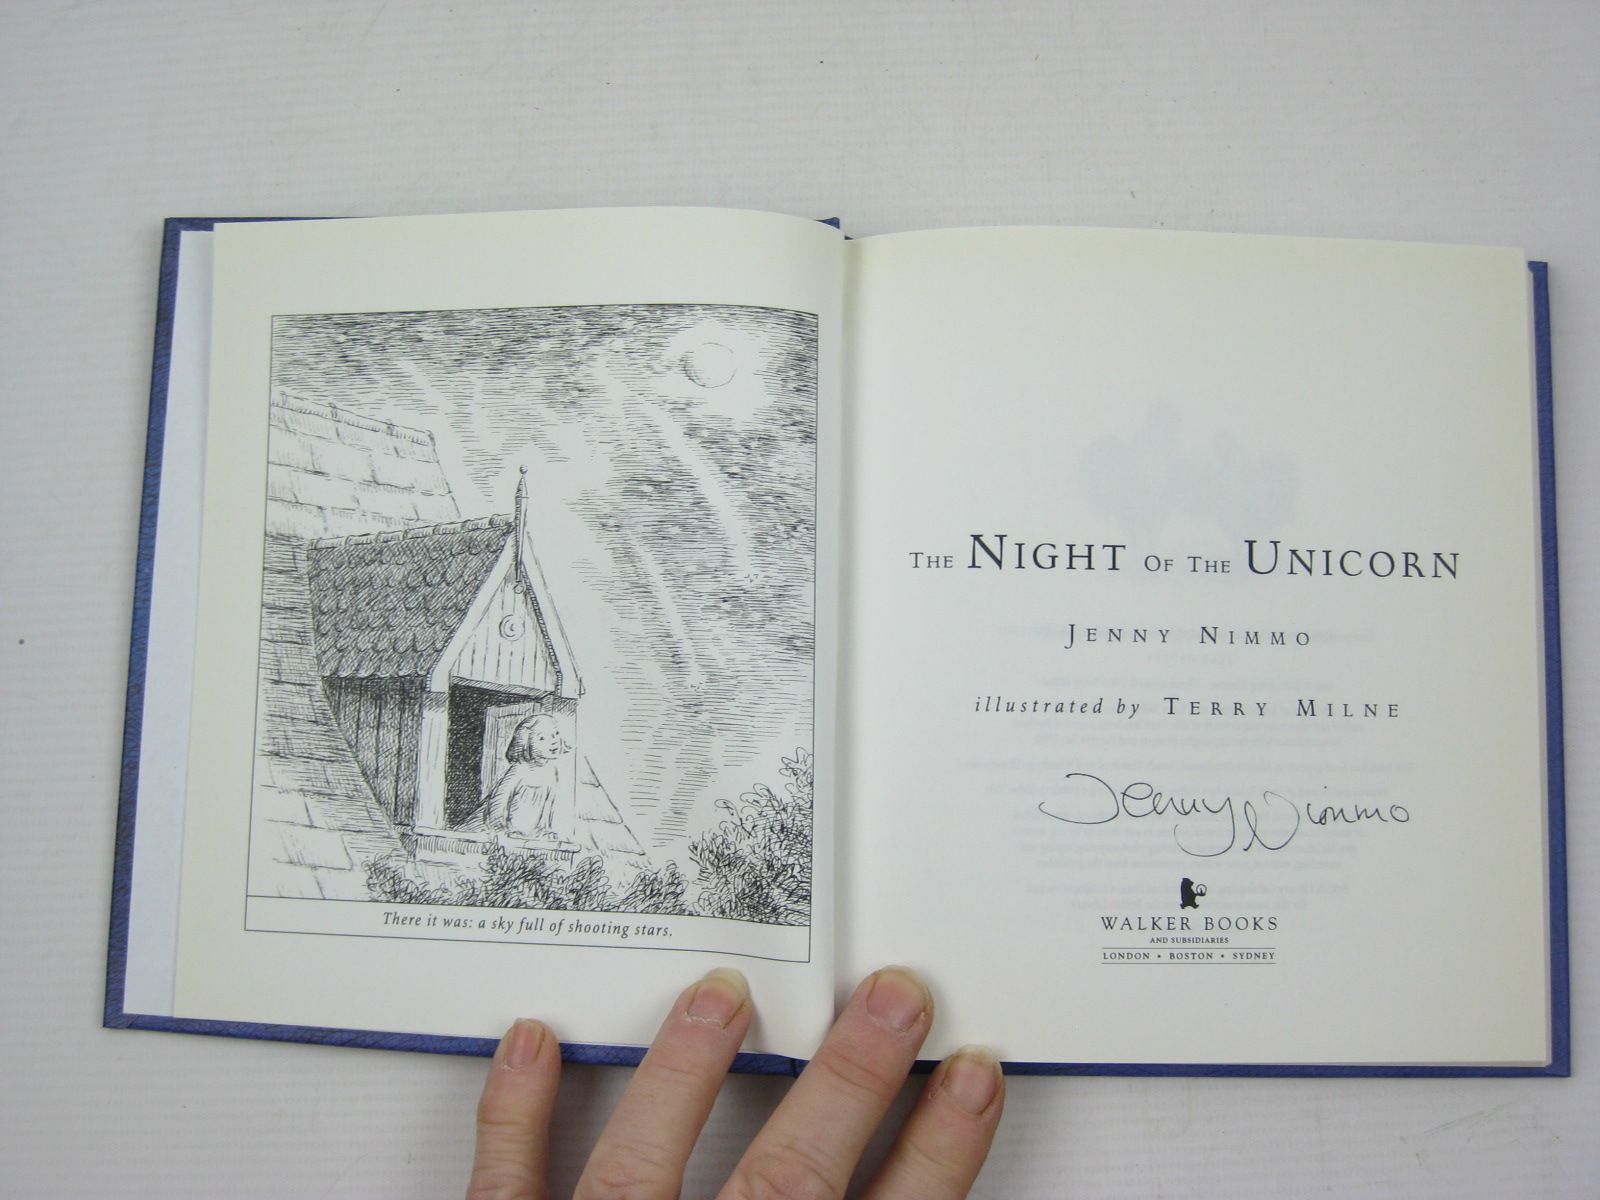 There it was: a sky full of shooting stars.
THE NIGHT OF THE UNICORN
JENNY NIMMO
illustrated by TERRY MILNE
Jenny Nimmo
WALKER BOOKS
AND SUBSIDIARIES
LONDON • BOSTON • SYDNEY